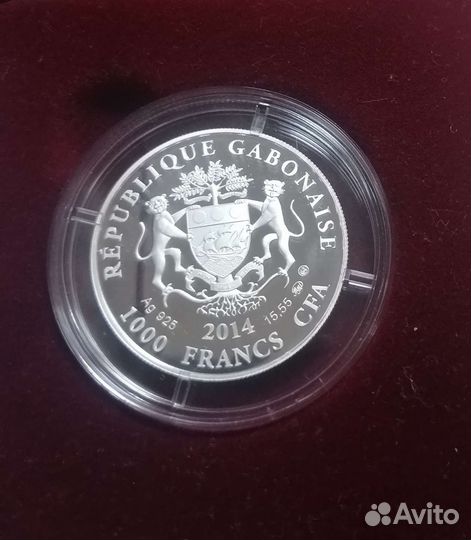 RÉPUBLIQUE GABONAISE
Ag 925
2014
15,55
1000 FRANCS CFA
Avito